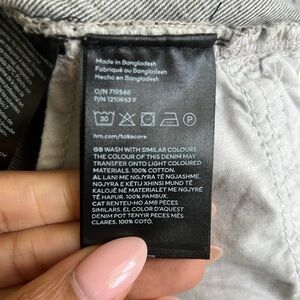 Made in Bangladesh
Fabriqué au Bangladesh
Hecho en Bangladesh
O/N 719548
P/N 1210963 9
30
P
hm.com/takecare
GB WASH WITH SIMILAR COLOURS
THE COLOUR OF THIS DENIM MAY
TRANSFER ONTO LIGHT COLOURED
MATERIALS. 100% COTTON.
AL LANI ME NGJYRA TË NGJASHME.
NGJYRA E KËTIJ XHINSI MUND TË
KALOJË NË MATERIALET ME NGJYRË
TË HAPUR. 100% PAMBUK.
CAT RENTEU-HO AMB PECES
SIMILARS. EL COLOR D'AQUEST
DENIM POT TENYIR PECES MÉS
CLARES. 100% COTÓ.